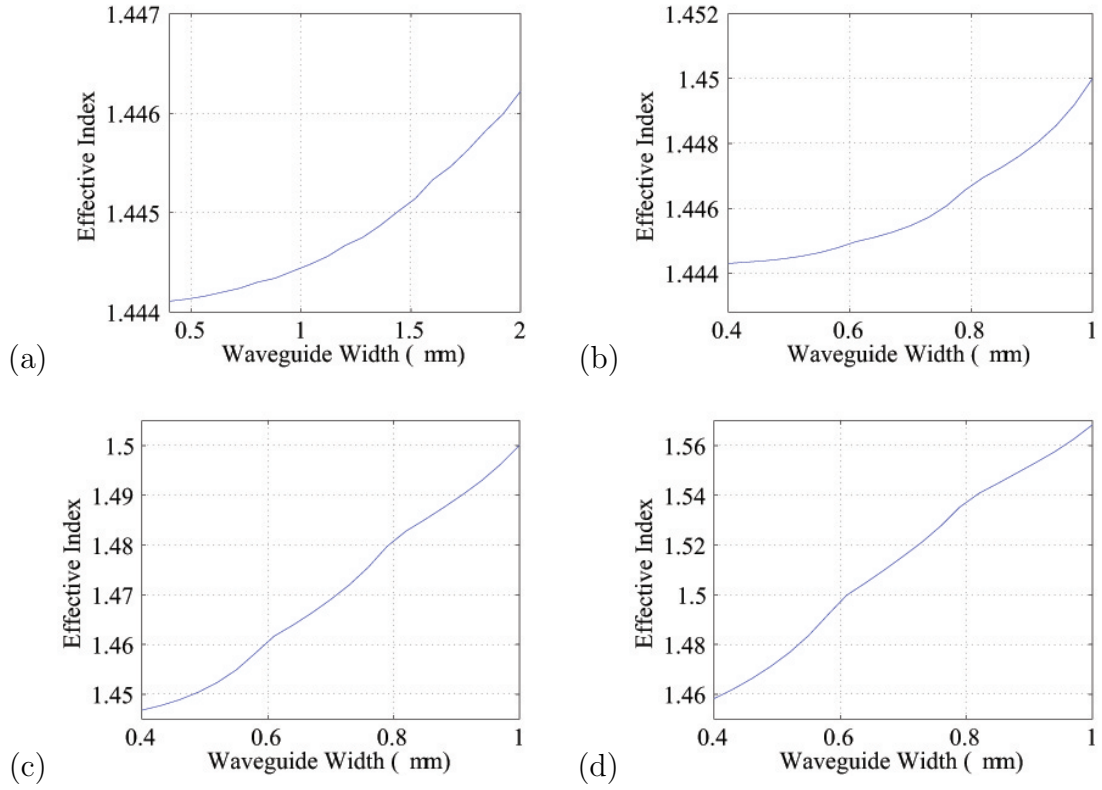 1.447
1.446
1.445
1.444
Effective Index
0.5 1 1.5 2
Waveguide Width ( mm)
(a)
1.452
1.45
1.448
1.446
1.444
Effective Index
0.4 0.6 0.8 1
Waveguide Width ( mm)
(b)
1.5
1.49
1.48
1.47
1.46
1.45
Effective Index
0.4 0.6 0.8 1
Waveguide Width ( mm)
(c)
1.56
1.54
1.52
1.5
1.48
1.46
Effective Index
0.4 0.6 0.8 1
Waveguide Width ( mm)
(d)